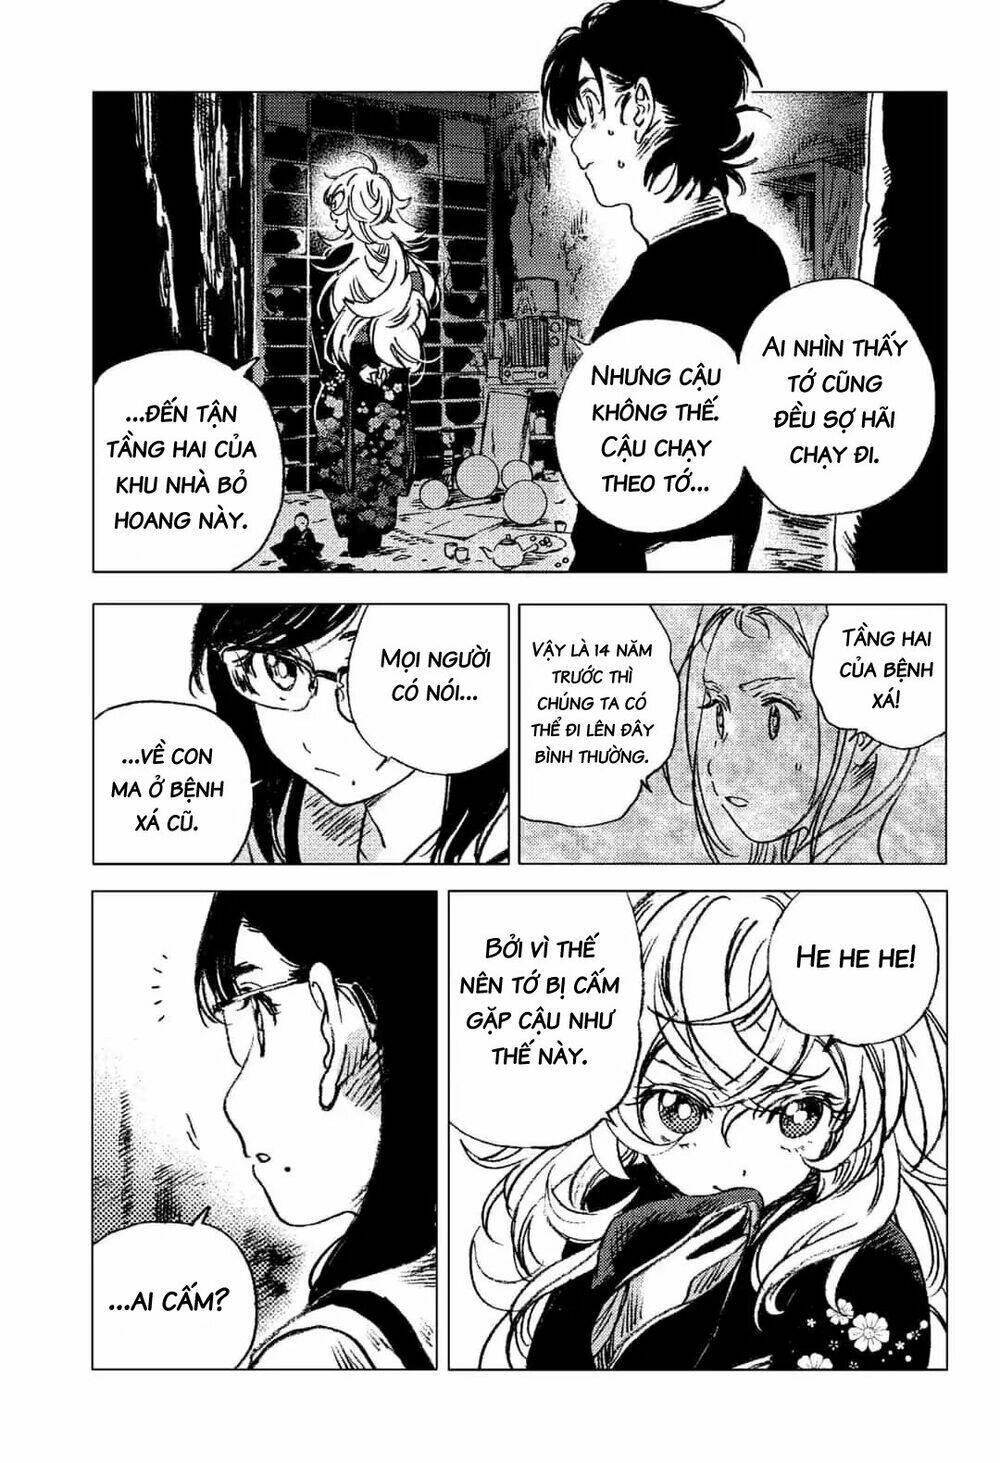 AI NHÌN THẤY
TỚ CŨNG
ĐỀU SỢ HÃI
CHẠY ĐI.
NHƯNG CẬU
KHÔNG THẾ.
CẬU CHẠY
THEO TỚ...
...ĐẾN TẬN
TẦNG HAI CỦA
KHU NHÀ BỎ
HOANG NÀY.
TẦNG HAI
CỦA BỆNH
XÁ!
VẬY LÀ 14 NĂM
TRƯỚC THÌ
CHÚNG TA CÓ
THỂ ĐI LÊN ĐÂY
BÌNH THƯỜNG.
MỌI NGƯỜI
CÓ NÓI...
...VỀ CON
MA Ở BỆNH
XÁ CŨ.
HE HE HE!
BỞI VÌ THẾ
NÊN TỚ BỊ CẤM
GẶP CẬU NHƯ
THẾ NÀY.
...AI CẤM?